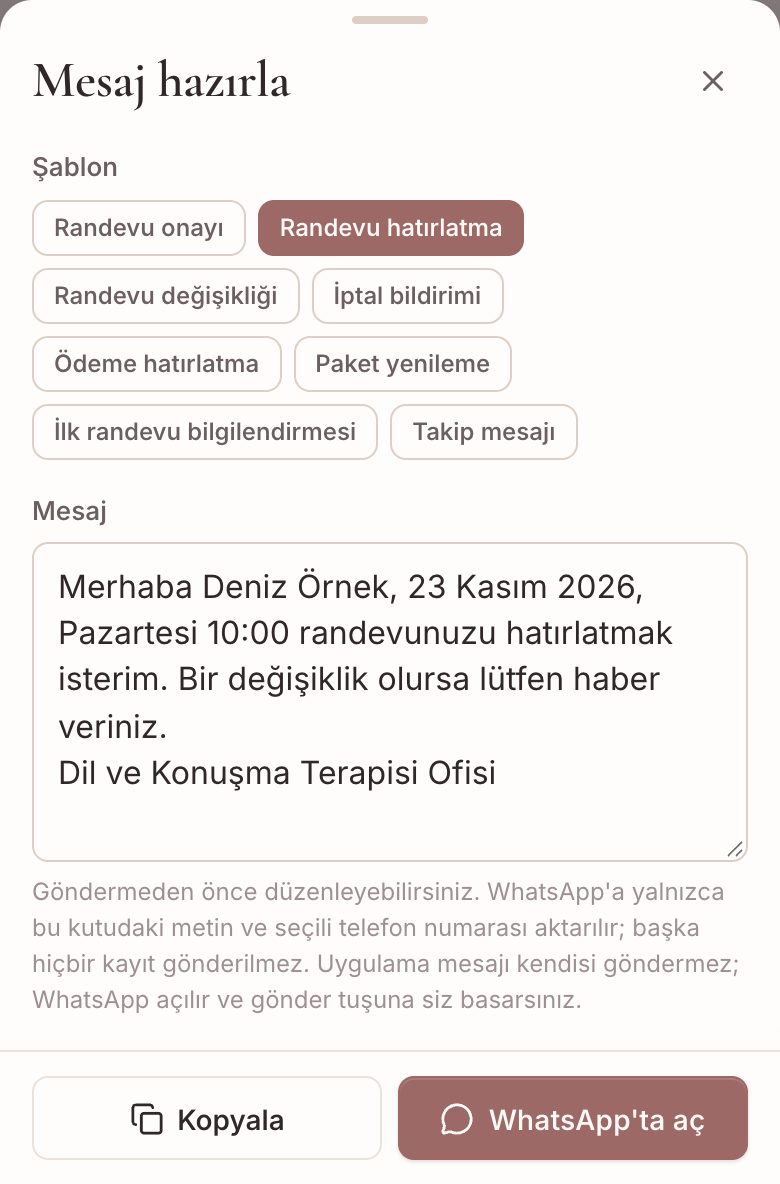 Mesaj hazırla
Şablon
Randevu onayı
Randevu hatırlatma
Randevu değişikliği
İptal bildirimi
Ödeme hatırlatma
Paket yenileme
İlk randevu bilgilendirmesi
Takip mesajı
Mesaj
Merhaba Deniz Örnek, 23 Kasım 2026,
Pazartesi 10:00 randevunuzu hatırlatmak
isterim. Bir değişiklik olursa lütfen haber
veriniz.
Dil ve Konuşma Terapisi Ofisi
Göndermeden önce düzenleyebilirsiniz. WhatsApp'a yalnızca
bu kutudaki metin ve seçili telefon numarası aktarılır; başka
hiçbir kayıt gönderilmez. Uygulama mesajı kendisi göndermez;
WhatsApp açılır ve gönder tuşuna siz basarsınız.
Kopyala
WhatsApp'ta aç